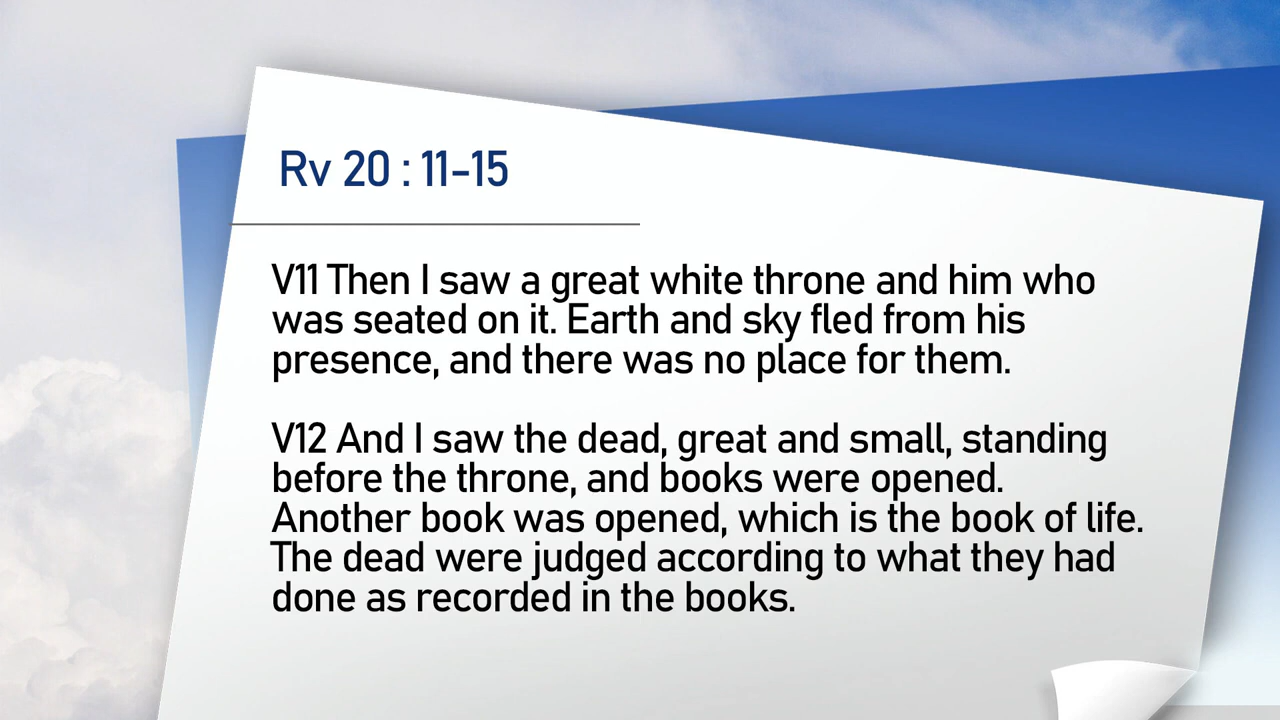 Rv 20 : 11-15
V11 Then I saw a great white throne and him who
was seated on it. Earth and sky fled from his
presence, and there was no place for them.
V12 And I saw the dead, great and small, standing
before the throne, and books were opened.
Another book was opened, which is the book of life.
The dead were judged according to what they had
done as recorded in the books.